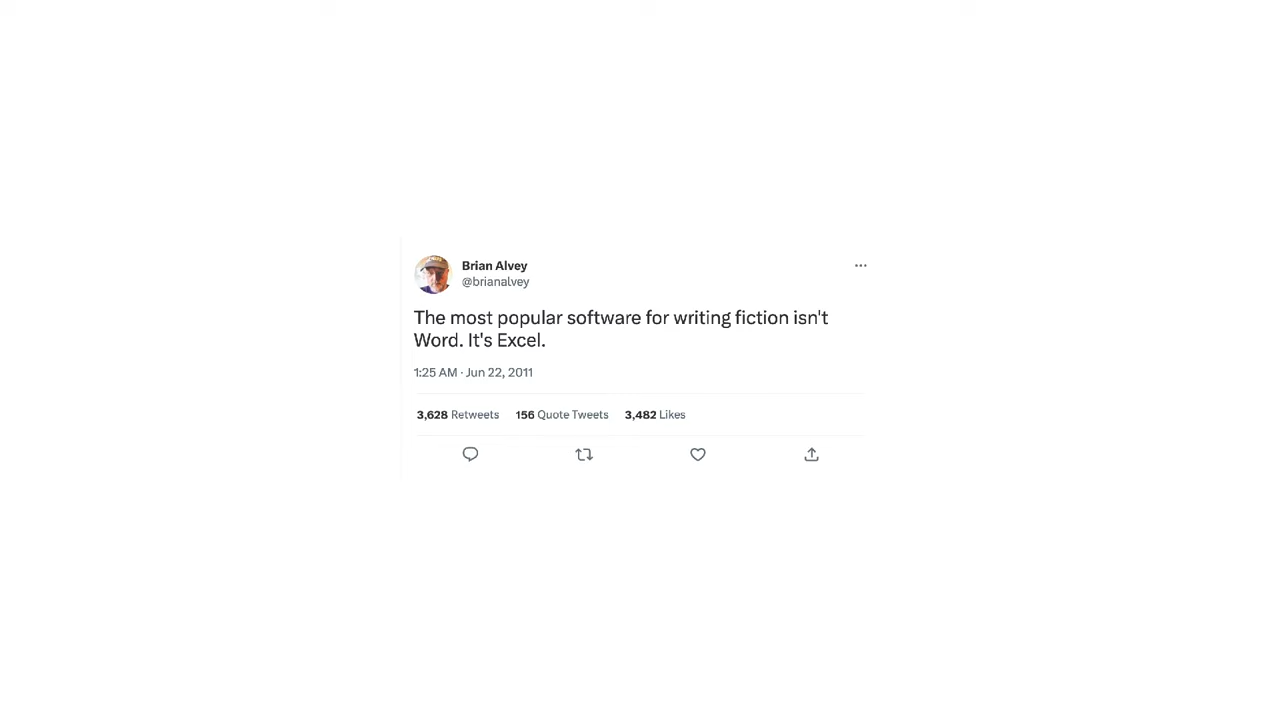 Brian Alvey
@brianalvey
The most popular software for writing fiction isn't
Word. It's Excel.
1:25 AM · Jun 22, 2011
3,628 Retweets 156 Quote Tweets 3,482 Likes